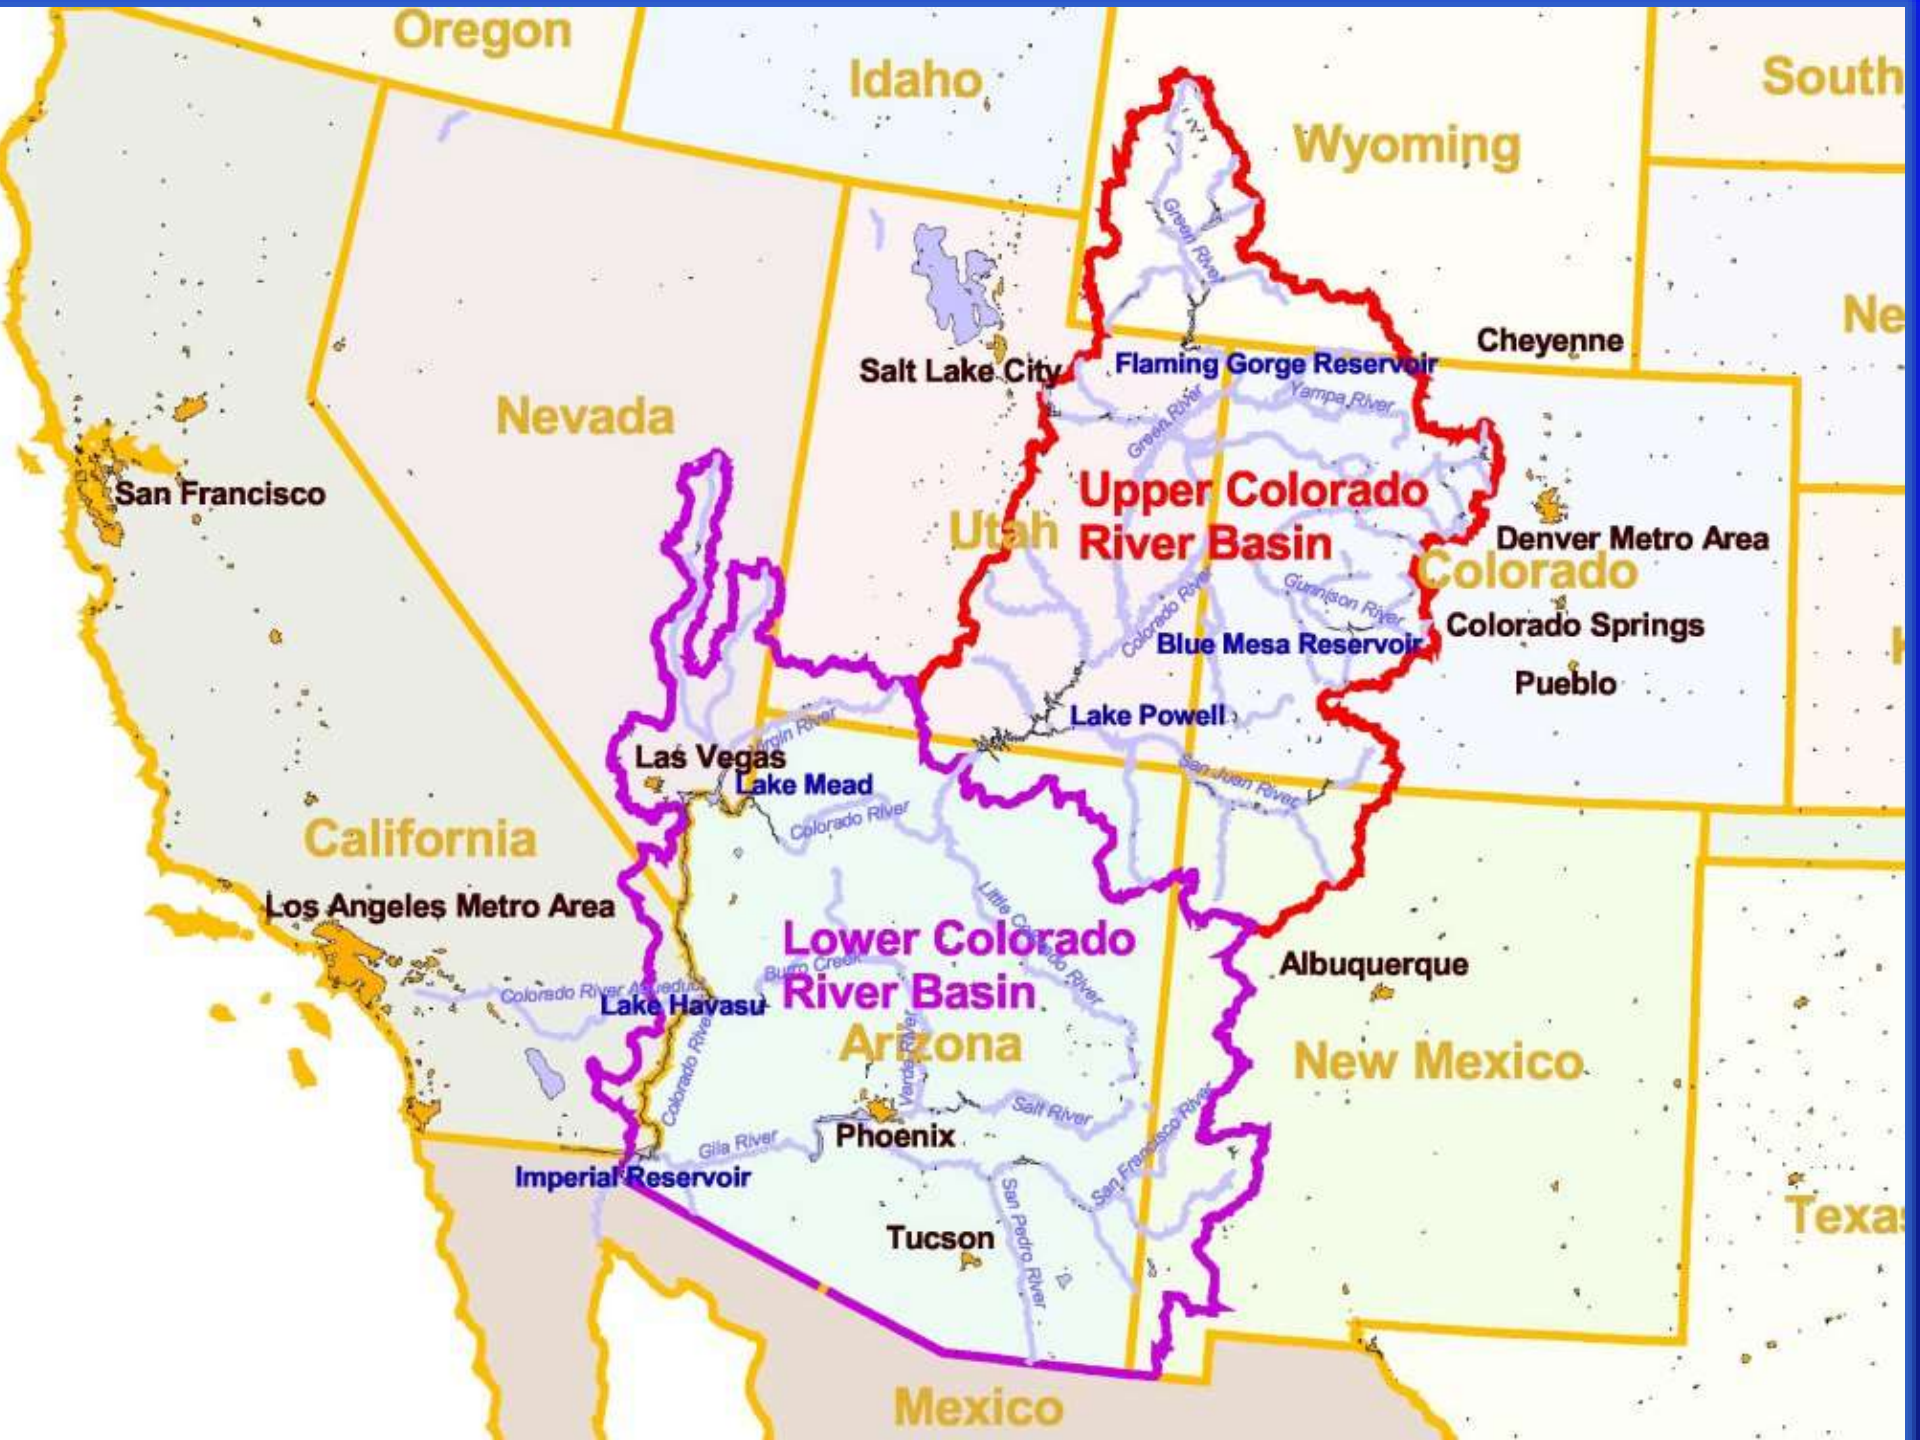 Oregon
Idaho
South
Wyoming
Green River
Ne
Cheyenne
Salt Lake City
Flaming Gorge Reservoir
Nevada
Green River
Yampa River
San Francisco
Upper Colorado
River Basin
Utah
Denver Metro Area
Colorado
Colorado River
Gunnison River
Colorado Springs
Blue Mesa Reservoir
Pueblo
Lake Powell
Virgin River
Las Vegas
Lake Mead
San Juan River
Colorado River
California
Los Angeles Metro Area
Little Colorado River
Lower Colorado
River Basin
Burro Creek
Albuquerque
Colorado River Aqueduct
Lake Havasu
Arizona
Verde River
New Mexico
Colorado River
Salt River
Phoenix
Gila River
San Francisco River
Imperial Reservoir
San Pedro River
Tucson
Texas
Mexico